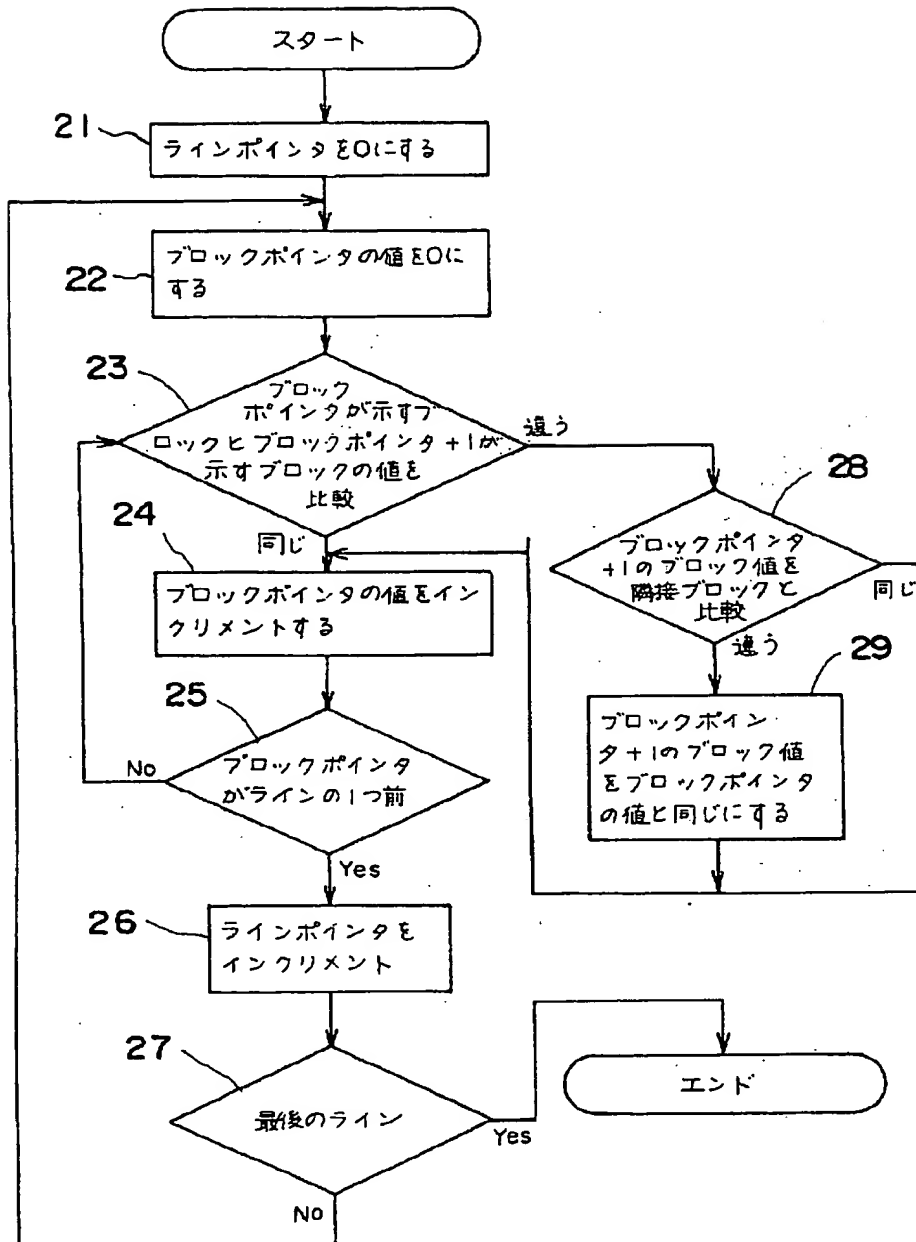 スタート
21
ラインポインタを0にする
22
ブロックポインタの値を0に
する
23
ブロック
ポインタが示すブ
ロックとブロックポインタ+1が
示すブロックの値を
比較
違う
同じ
24
ブロックポインタの値をイン
クリメントする
25
ブロックポインタ
がラインの1つ前
No
Yes
26
ラインポインタを
インクリメント
27
最後のライン
Yes
No
28
ブロックポインタ
+1のブロック値を
隣接ブロックと
比較
同じ
違う
29
ブロックポイン
タ+1のブロック値
をブロックポインタ
の値と同じにする
エンド